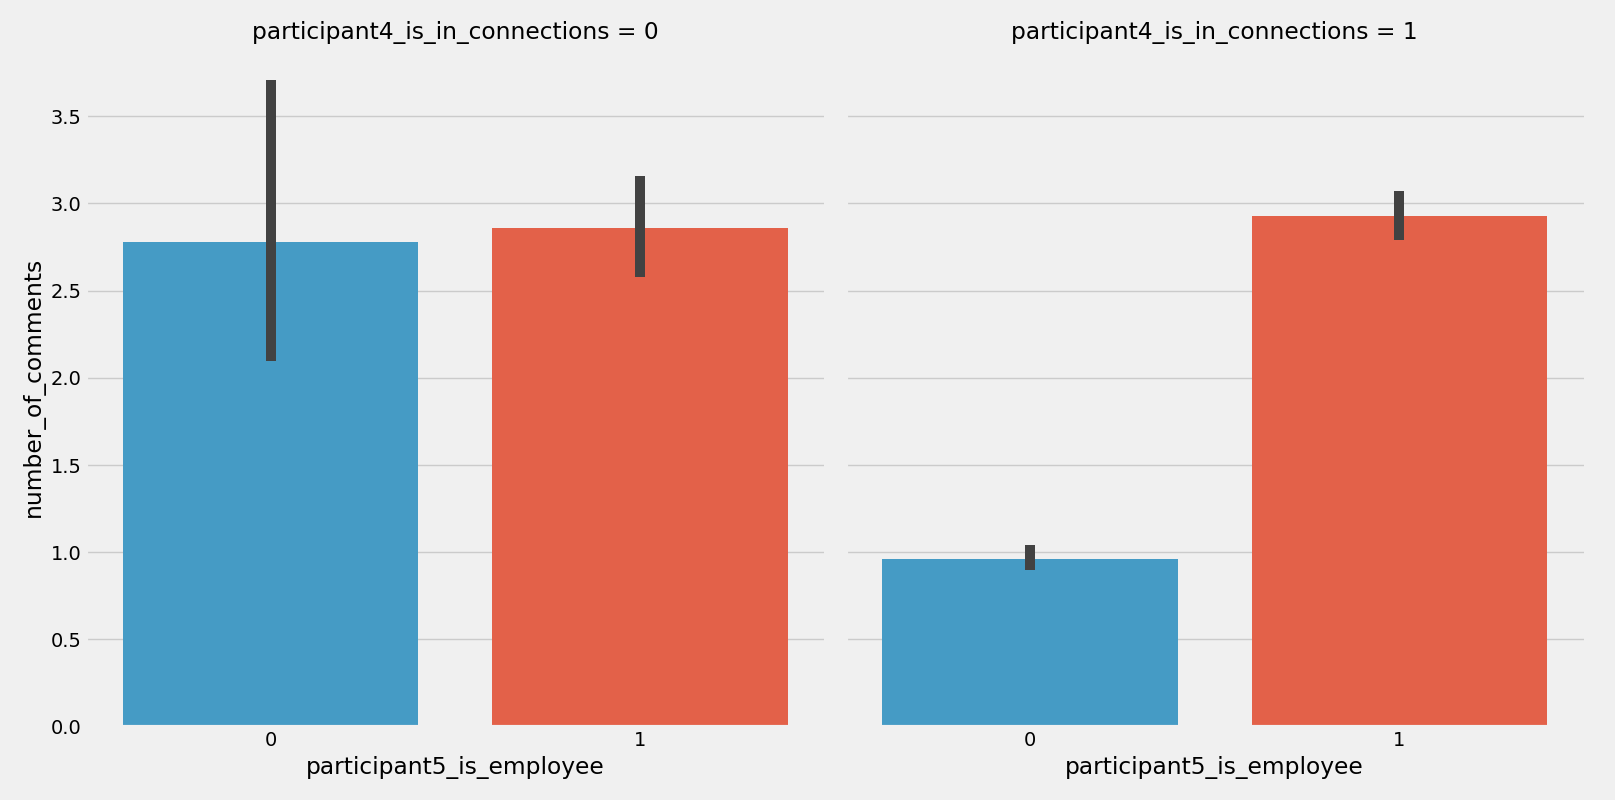 participant4_is_in_connections = 0
participant4_is_in_connections = 1
number_of_comments
3.5
3.0
2.5
2.0
1.5
1.0
0.5
0.0
0
1
0
1
participant5_is_employee
participant5_is_employee